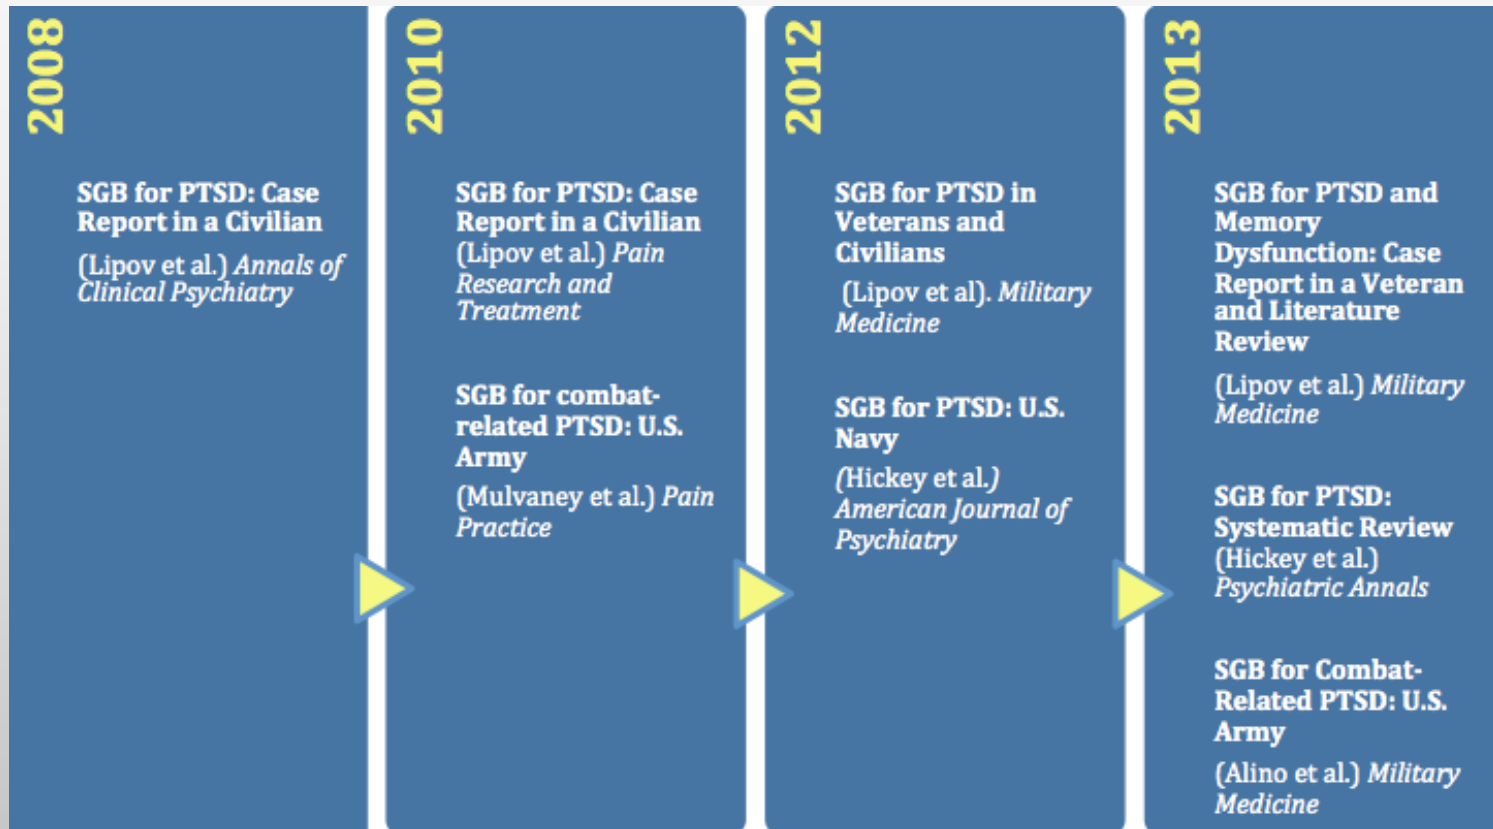 2008
SGB for PTSD: Case
Report in a Civilian
(Lipov et al.) Annals of
Clinical Psychiatry
2010
SGB for PTSD: Case
Report in a Civilian
(Lipov et al.) Pain
Research and
Treatment
SGB for combat-
related PTSD: U.S.
Army
(Mulvaney et al.) Pain
Practice
2012
SGB for PTSD in
Veterans and
Civilians
(Lipov et al). Military
Medicine
SGB for PTSD: U.S.
Navy
(Hickey et al.)
American Journal of
Psychiatry
2013
SGB for PTSD and
Memory
Dysfunction: Case
Report in a Veteran
and Literature
Review
(Lipov et al.) Military
Medicine
SGB for PTSD:
Systematic Review
(Hickey et al.)
Psychiatric Annals
SGB for Combat-
Related PTSD: U.S.
Army
(Alino et al.) Military
Medicine